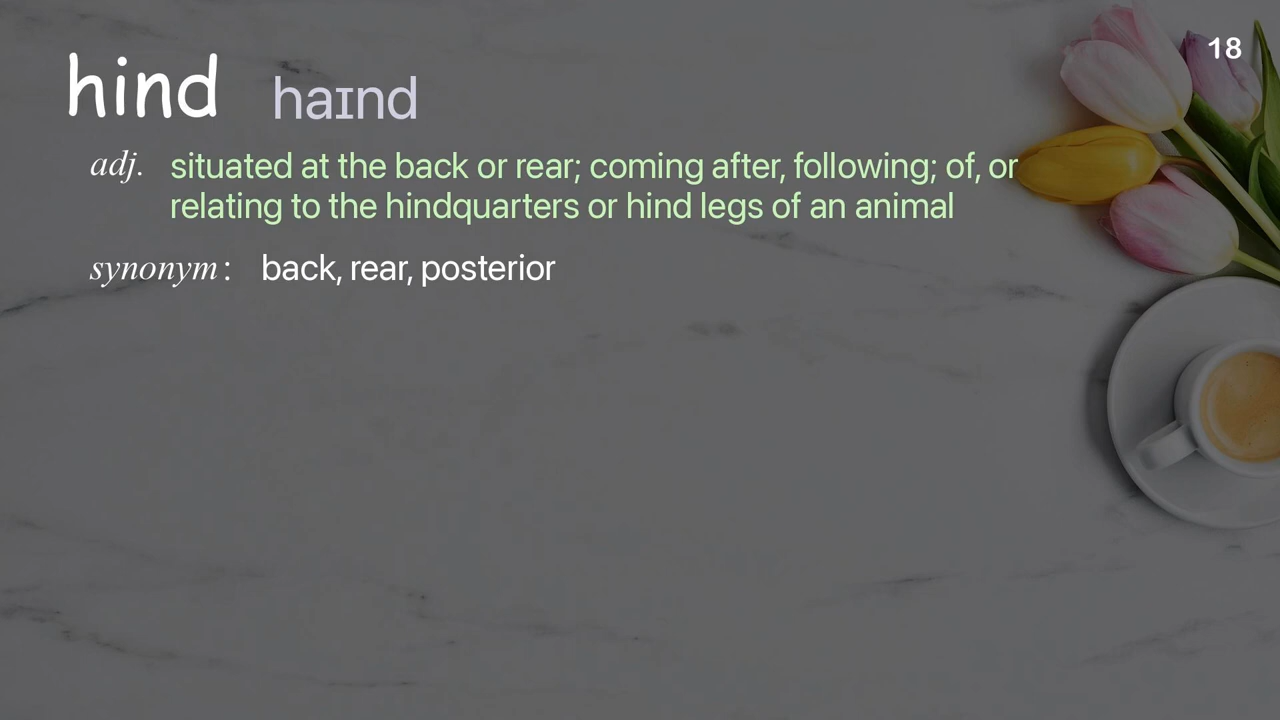 18
hind haɪnd
adj. situated at the back or rear; coming after, following; of, or
relating to the hindquarters or hind legs of an animal
synonym : back, rear, posterior